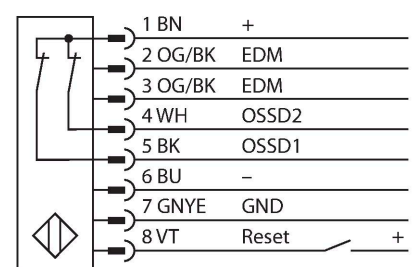 1 BN +
2 OG/BK EDM
3 OG/BK EDM
4 WH OSSD2
5 BK OSSD1
6 BU –
7 GNYE GND
8 VT Reset +